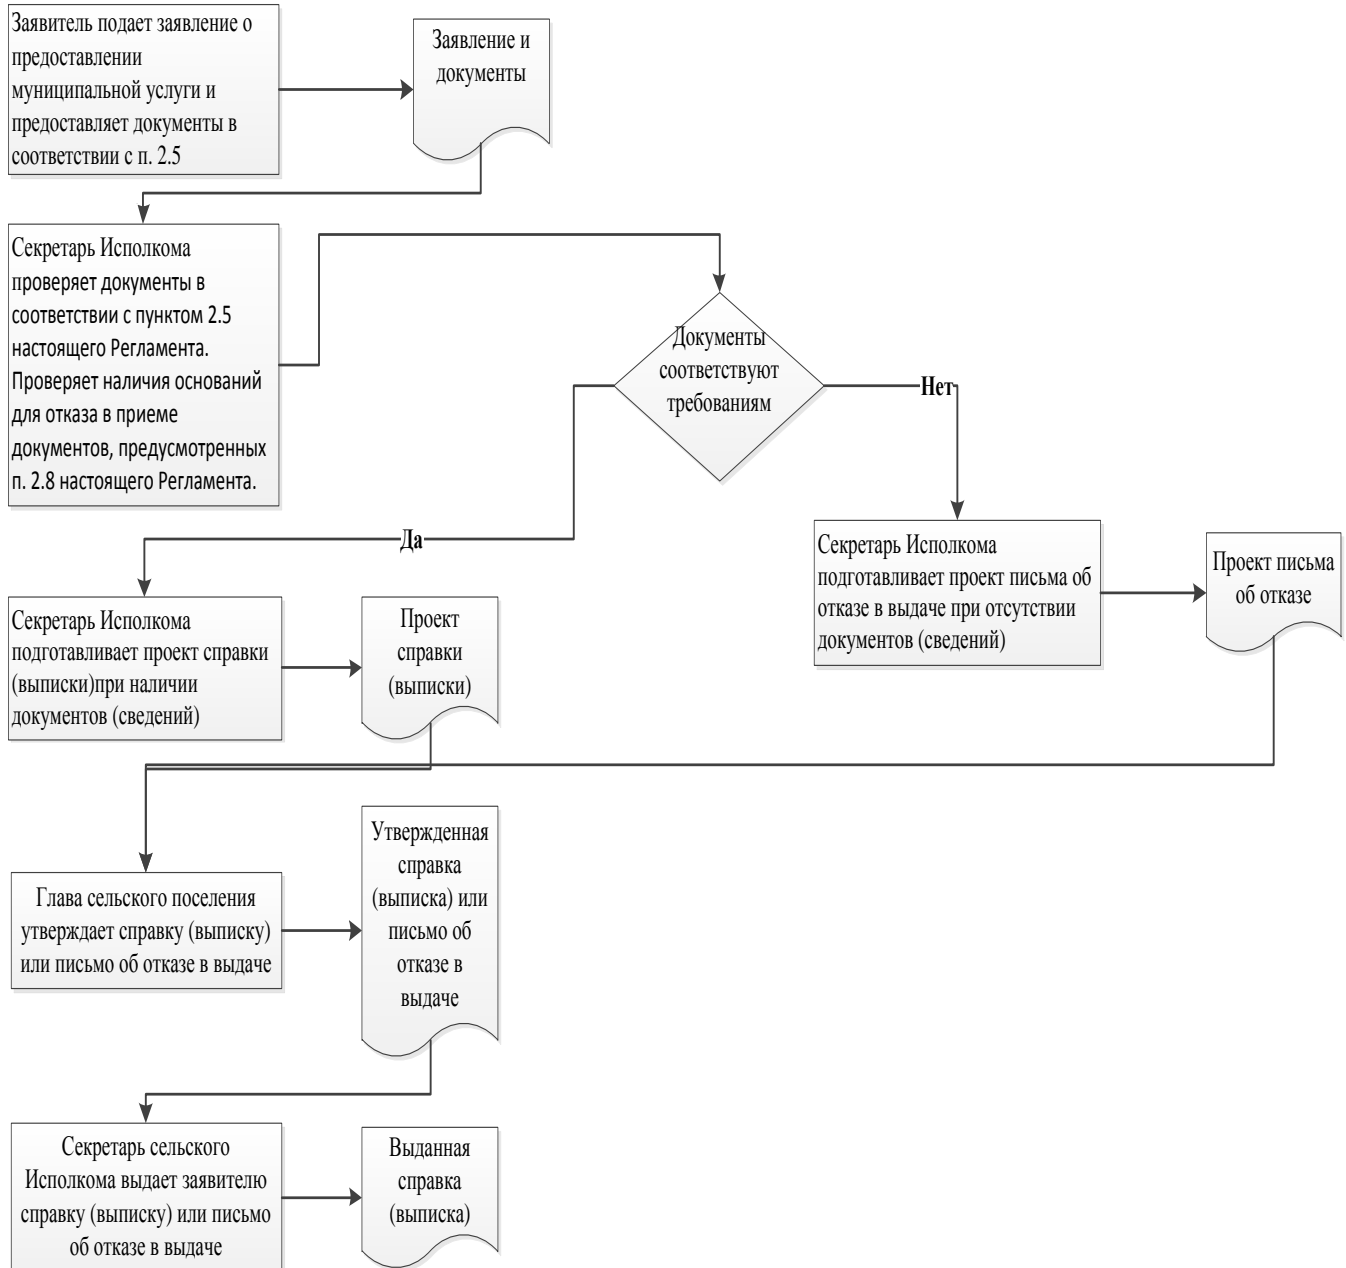 Заявитель подает заявление о
предоставлении
муниципальной услуги и
предоставляет документы в
соответствии с п. 2.5
Заявление и
документы
Секретарь Исполкома
проверяет документы в
соответствии с пунктом 2.5
настоящего Регламента.
Проверяет наличия оснований
для отказа в приеме
документов, предусмотренных
п. 2.8 настоящего Регламента.
Документы
соответствуют
требованиям
Нет
Да
Секретарь Исполкома
подготавливает проект письма об
отказе в выдаче при отсутствии
документов (сведений)
Проект письма
об отказе
Секретарь Исполкома
подготавливает проект справки
(выписки)при наличии
документов (сведений)
Проект
справки
(выписки)
Глава сельского поселения
утверждает справку (выписку)
или письмо об отказе в выдаче
Утвержденная
справка
(выписка) или
письмо об
отказе в
выдаче
Секретарь сельского
Исполкома выдает заявителю
справку (выписку) или письмо
об отказе в выдаче
Выданная
справка
(выписка)